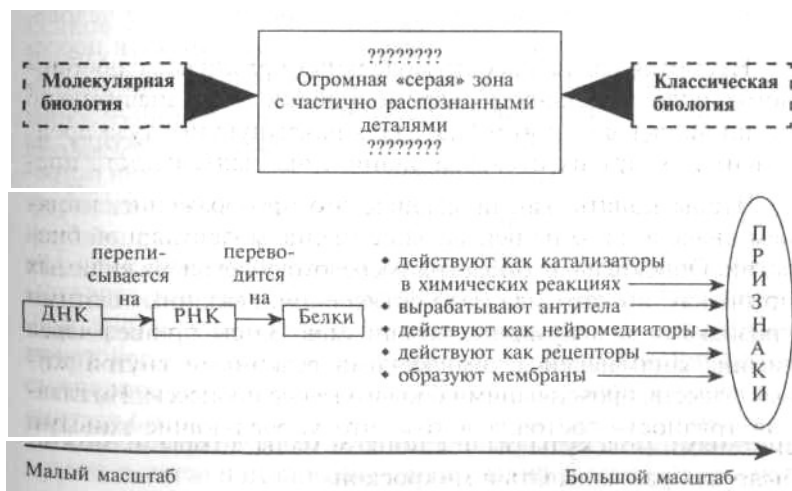 ????????
Молекулярная
биология
Огромная «серая» зона
с частично распознанными
деталями
????????
Классическая
биология
перепи-
сывается
на
перево-
дится
на
ДНК
РНК
Белки
• действуют как катализаторы
в химических реакциях
• вырабатывают антитела
• действуют как нейромедиаторы
• действуют как рецепторы
• образуют мембраны
П
Р
И
З
Н
А
К
И
Малый масштаб
Большой масштаб